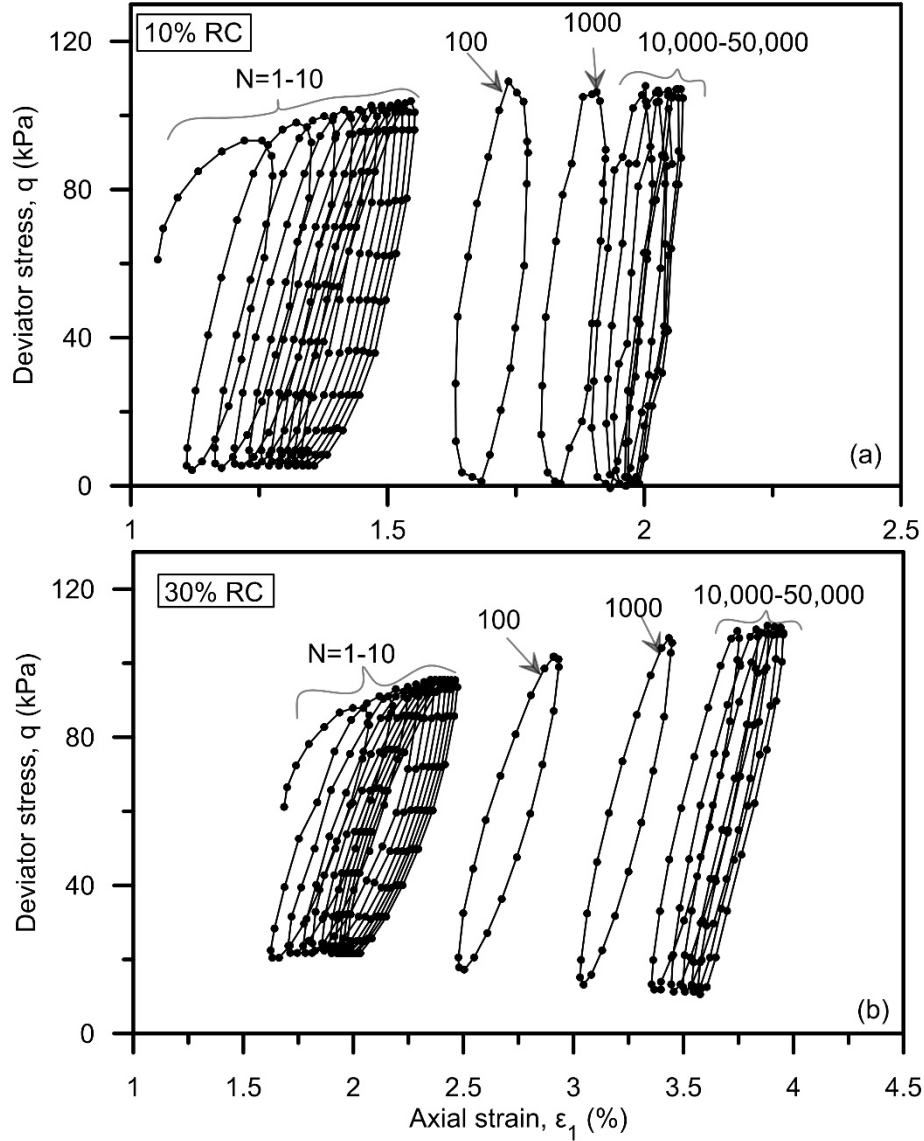 10% RC
N=1-10
100
1000
10,000-50,000
120
80
40
0
Deviator stress, q (kPa)
(a)
1
1.5
2
2.5
30% RC
N=1-10
100
1000
10,000-50,000
120
80
40
0
Deviator stress, q (kPa)
(b)
1
1.5
2
2.5
3
3.5
4
4.5
Axial strain, ε₁ (%)